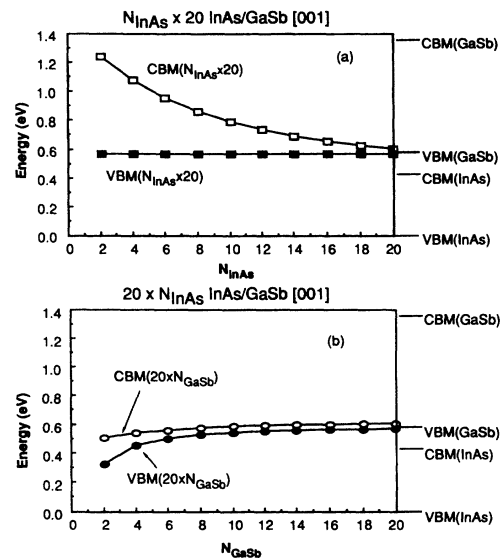 N_InAs x 20 InAs/GaSb [001]
1.4
1.2
1.0
0.8
0.6
0.4
0.2
0.0
Energy (eV)
CBM(N_InAs x20)
(a)
VBM(N_InAs x20)
CBM(GaSb)
VBM(GaSb)
CBM(InAs)
VBM(InAs)
0 2 4 6 8 10 12 14 16 18 20
N_InAs
20 x N_InAs InAs/GaSb [001]
1.4
1.2
1.0
0.8
0.6
0.4
0.2
0.0
Energy (eV)
(b)
CBM(20xN_GaSb)
VBM(20xN_GaSb)
CBM(GaSb)
VBM(GaSb)
CBM(InAs)
VBM(InAs)
0 2 4 6 8 10 12 14 16 18 20
N_GaSb